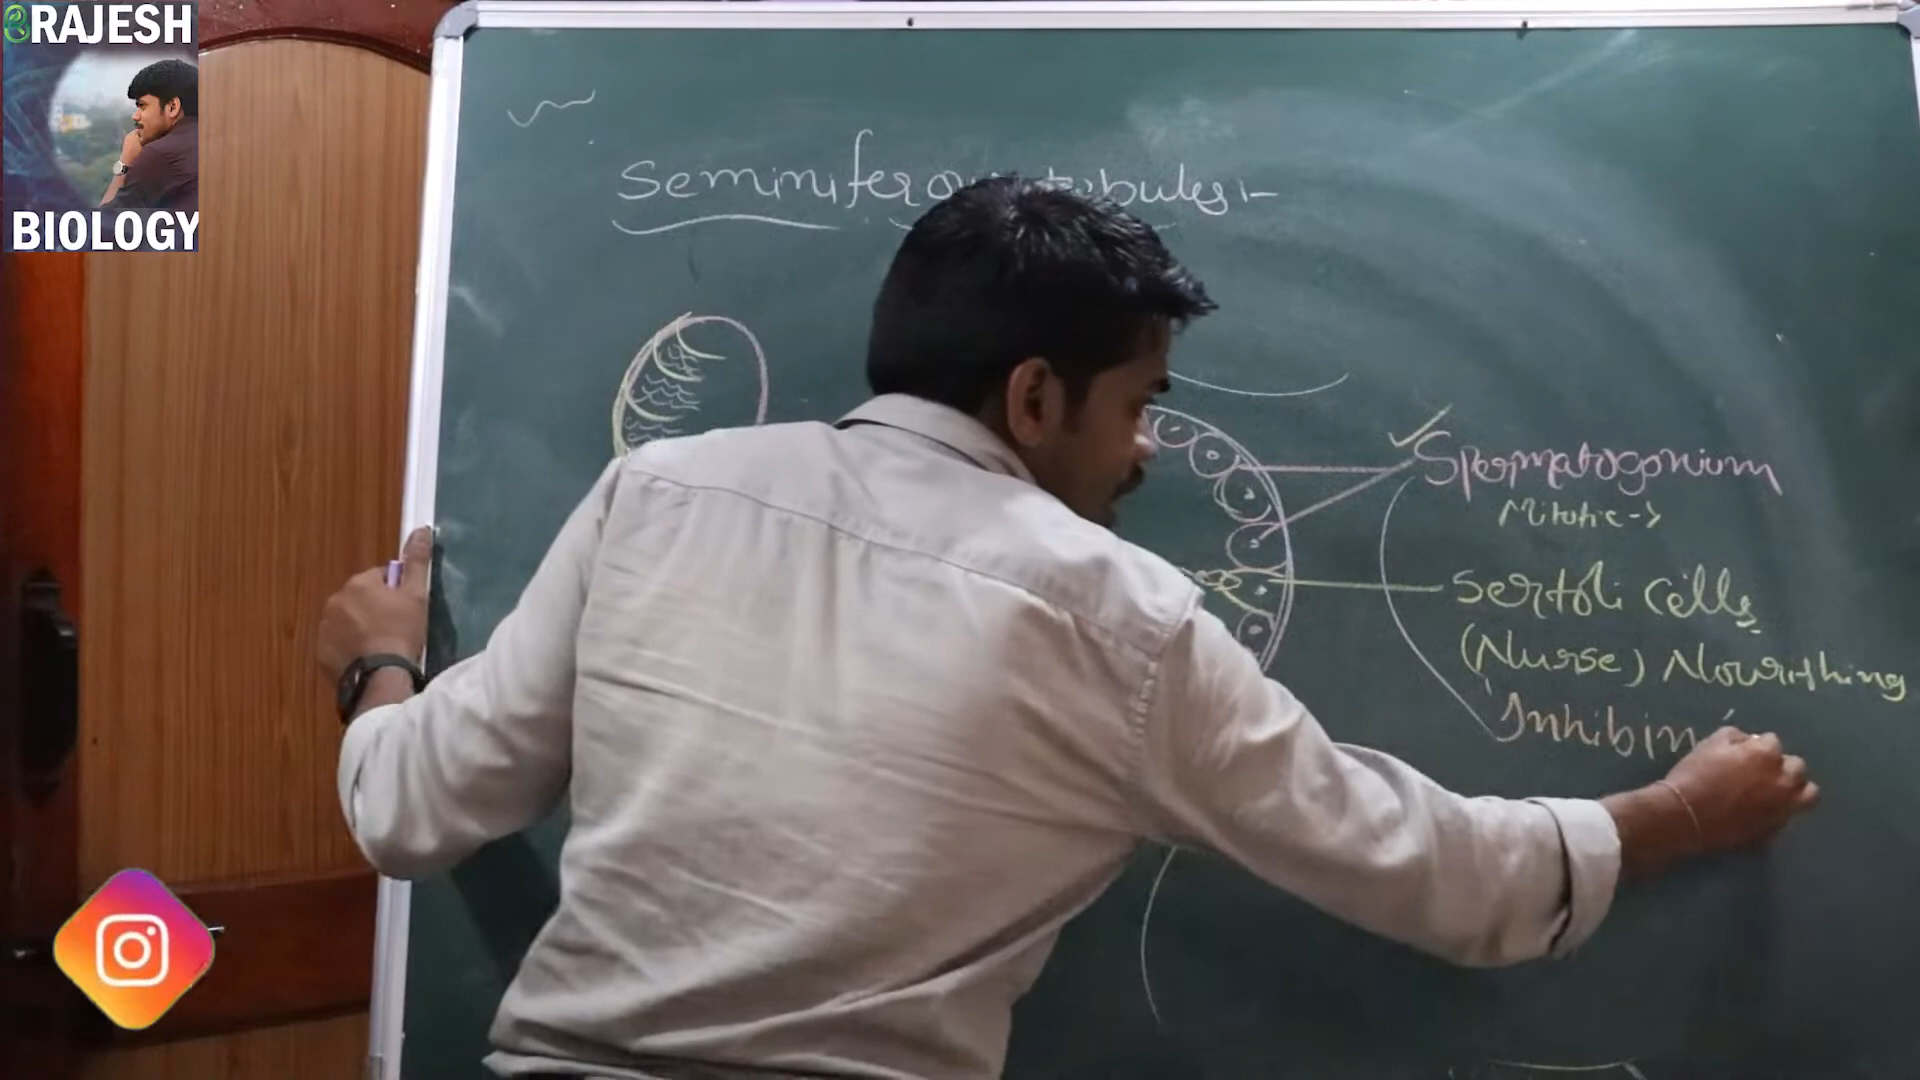 RAJESH
BIOLOGY
Seminiferous tubules:-
Spermatogonium
Mitotic ->
Sertoli cells
(Nurse) Nourishing
Inhibin